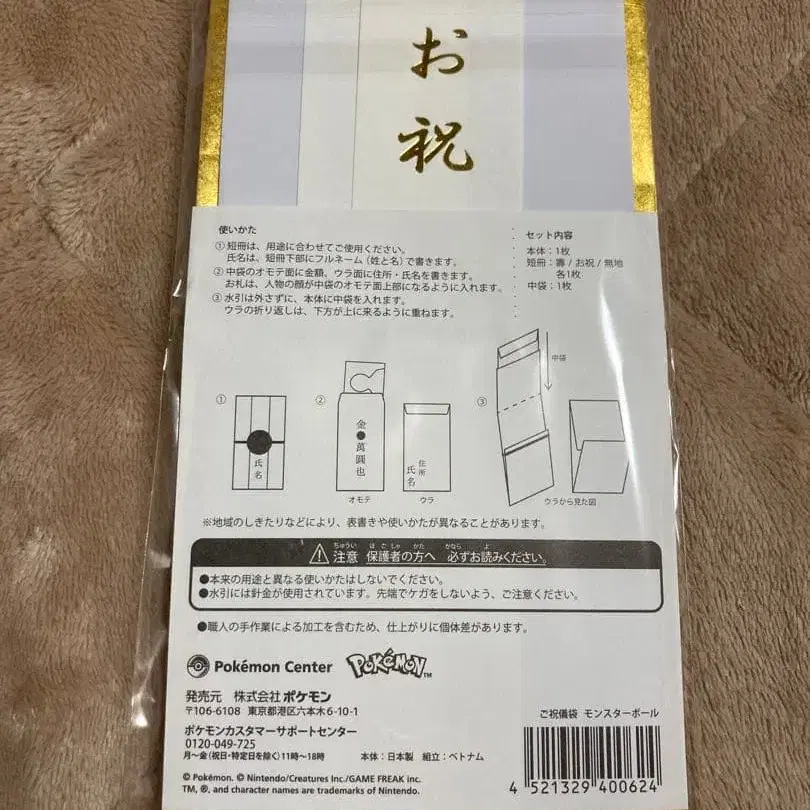 お祝
使いかた
①短冊は、用途に合わせてご使用ください。
氏名は、短冊下部にフルネーム（姓と名）で書きます。
②中袋のオモテ面に金額、ウラ面に住所・氏名を書きます。
お札は、人物の顔が中袋のオモテ面上部になるように入れます。
③水引は外さずに、本体に中袋を入れます。
ウラの折り返しは、下方が上に来るように重ねます。
セット内容
本体：1枚
短冊：壽/お祝/無地
各1枚
中袋：1枚
①
氏名
②
金●萬圓也
オモテ
住所
氏名
ウラ
③
中袋
ウラから見た図
※地域のしきたりなどにより、表書きや使いかたが異なることがあります。
ちゅうい ほごしゃ かた かなら よ
注意 保護者の方へ 必ずお読みください。
●本来の用途と異なる使いかたはしないでください。
●水引には針金が使用されています。先端でケガをしないよう、ご注意ください。
●職人の手作業による加工を含むため、仕上がりに個体差があります。
Pokémon Center POKéMON TM
発売元 株式会社ポケモン
〒106-6108 東京都港区六本木6-10-1
ポケモンカスタマーサポートセンター
0120-049-725
月〜金（祝日・特定日を除く）11時〜18時
本体：日本製 組立：ベトナム
© Pokémon. © Nintendo/Creatures Inc./GAME FREAK inc.
TM, ®, and character names are trademarks of Nintendo.
ご祝儀袋 モンスターボール
4 521329 400624